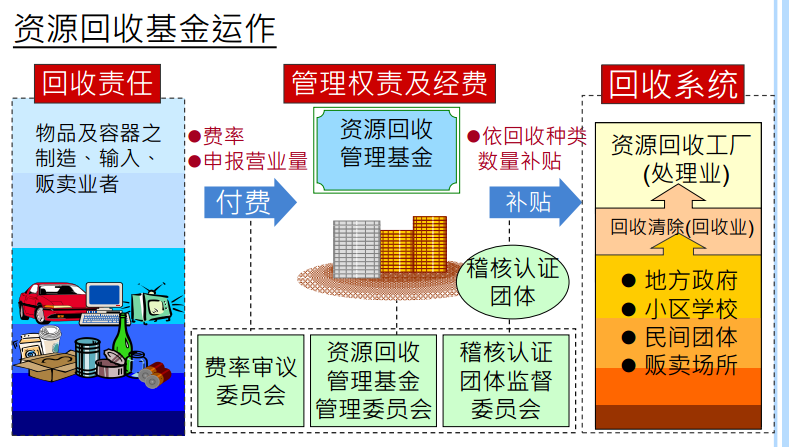 资源回收基金运作
回收责任
物品及容器之
制造、输入、
贩卖业者
管理权责及经费
●费率
●申报营业量
付费
资源回收
管理基金
●依回收种类
数量补贴
补贴
稽核认证
团体
费率审议
委员会
资源回收
管理基金
管理委员会
稽核认证
团体监督
委员会
回收系统
资源回收工厂
(处理业)
回收清除(回收业)
● 地方政府
● 小区学校
● 民间团体
● 贩卖场所